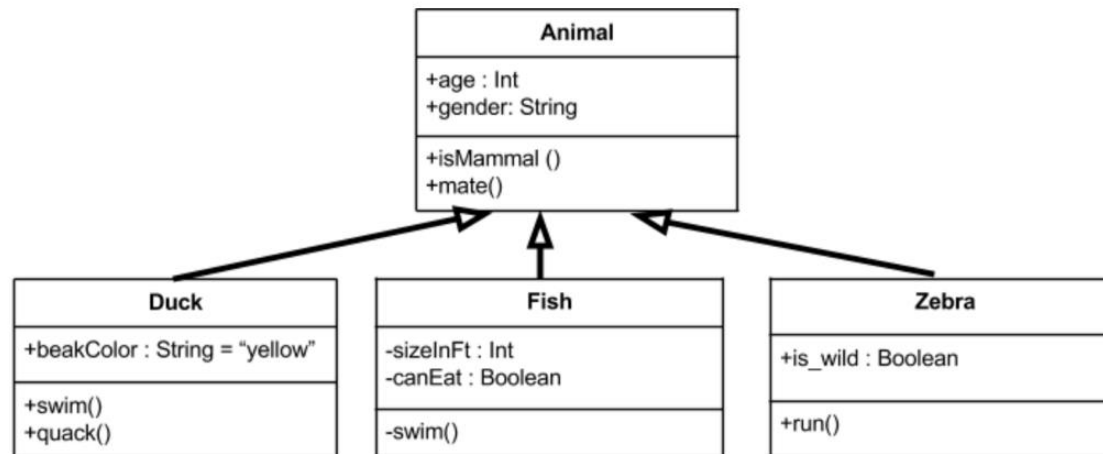 Animal
+age : Int
+gender: String
+isMammal ()
+mate()
Duck
+beakColor : String = “yellow”
+swim()
+quack()
Fish
-sizeInFt : Int
-canEat : Boolean
-swim()
Zebra
+is_wild : Boolean
+run()